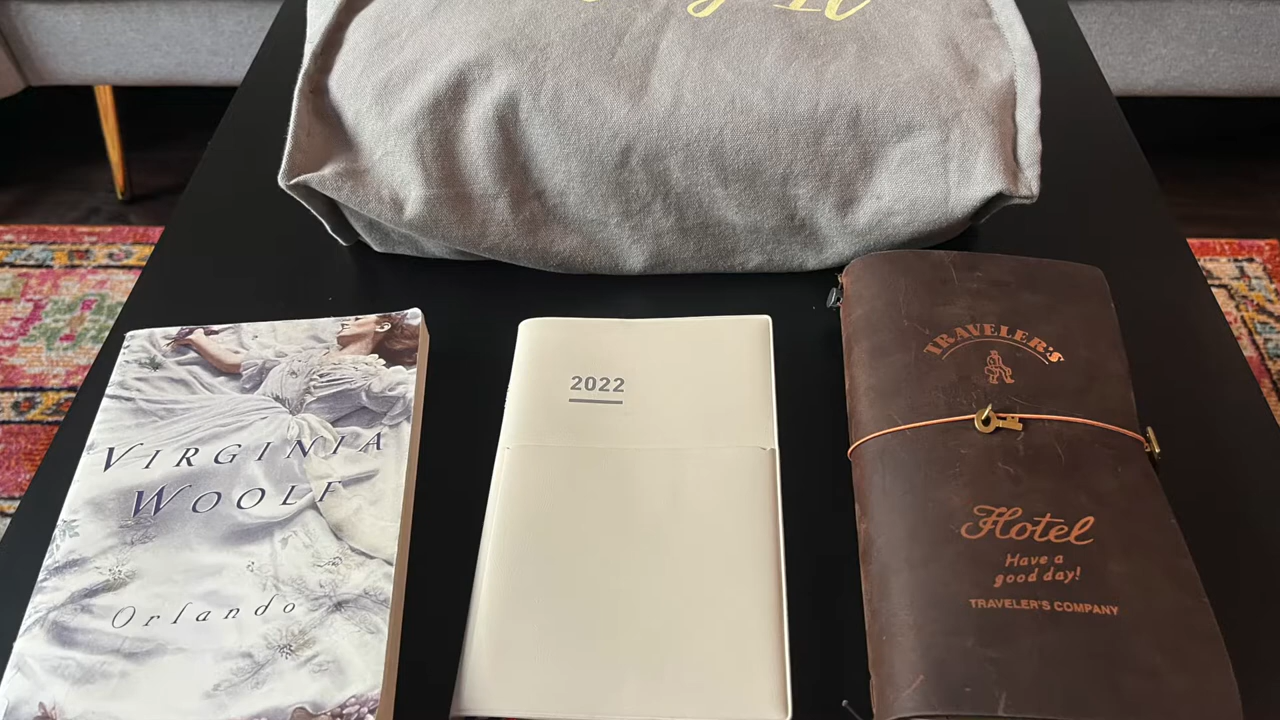 VIRGINIA
WOOLF
Orlando
2022
TRAVELER'S
Hotel
Have a
good day!
TRAVELER'S COMPANY